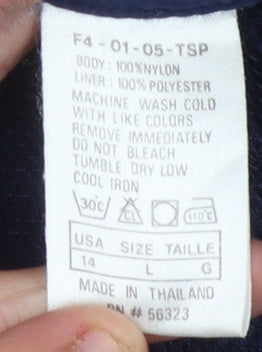 F4-01-05-TSP
BODY: 100%NYLON
LINER: 100% POLYESTER
MACHINE WASH COLD
WITH LIKE COLORS
REMOVE IMMEDIATELY
DO NOT BLEACH
TUMBLE DRY LOW
COOL IRON
30°C CL 110°C
USA SIZE TAILLE
14 L G
MADE IN THAILAND
RN # 56323